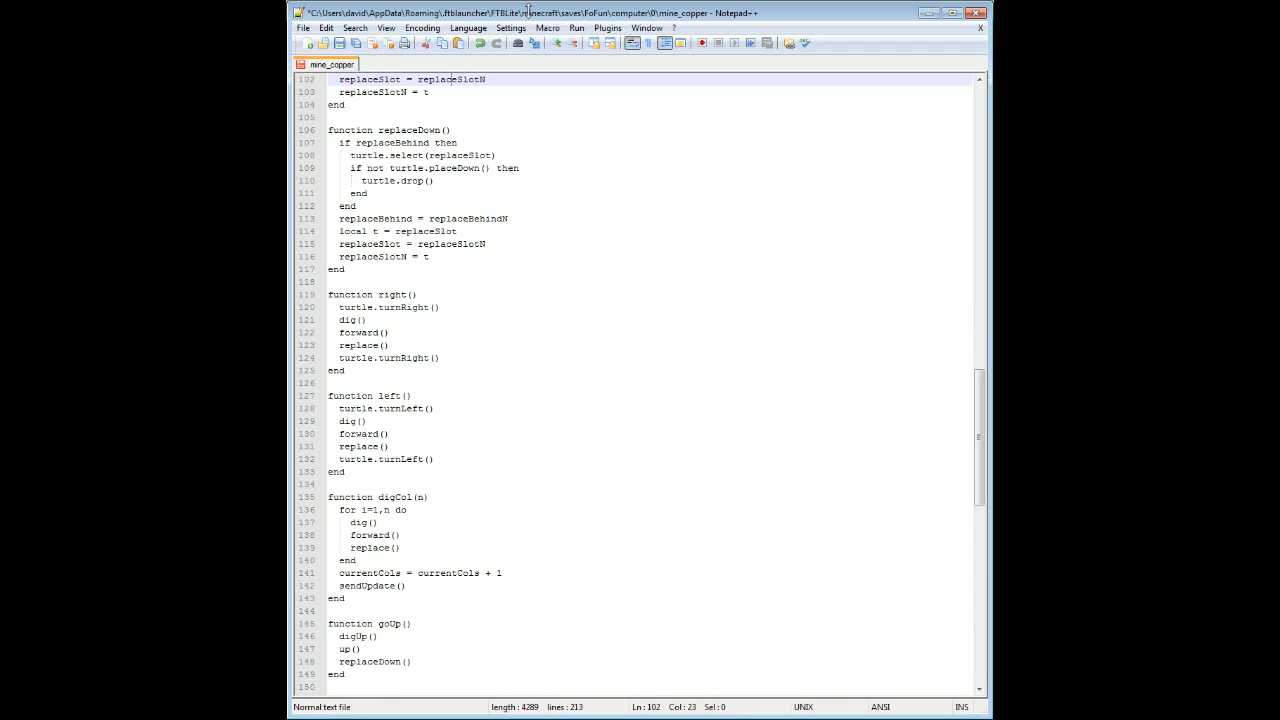 *C:\Users\david\AppData\Roaming\.ftblauncher\FTBLite\minecraft\saves\FoFun\computer\0\mine_copper - Notepad++
File Edit Search View Encoding Language Settings Macro Run Plugins Window ? X
mine_copper
102 replaceSlot = replaceSlotN
103 replaceSlotN = t
104 end
105
106 function replaceDown()
107 if replaceBehind then
108 turtle.select(replaceSlot)
109 if not turtle.placeDown() then
110 turtle.drop()
111 end
112 end
113 replaceBehind = replaceBehindN
114 local t = replaceSlot
115 replaceSlot = replaceSlotN
116 replaceSlotN = t
117 end
118
119 function right()
120 turtle.turnRight()
121 dig()
122 forward()
123 replace()
124 turtle.turnRight()
125 end
126
127 function left()
128 turtle.turnLeft()
129 dig()
130 forward()
131 replace()
132 turtle.turnLeft()
133 end
134
135 function digCol(n)
136 for i=1,n do
137 dig()
138 forward()
139 replace()
140 end
141 currentCols = currentCols + 1
142 sendUpdate()
143 end
144
145 function goUp()
146 digUp()
147 up()
148 replaceDown()
149 end
150
Normal text file length : 4289 lines : 213 Ln : 102 Col : 23 Sel : 0 UNIX ANSI INS